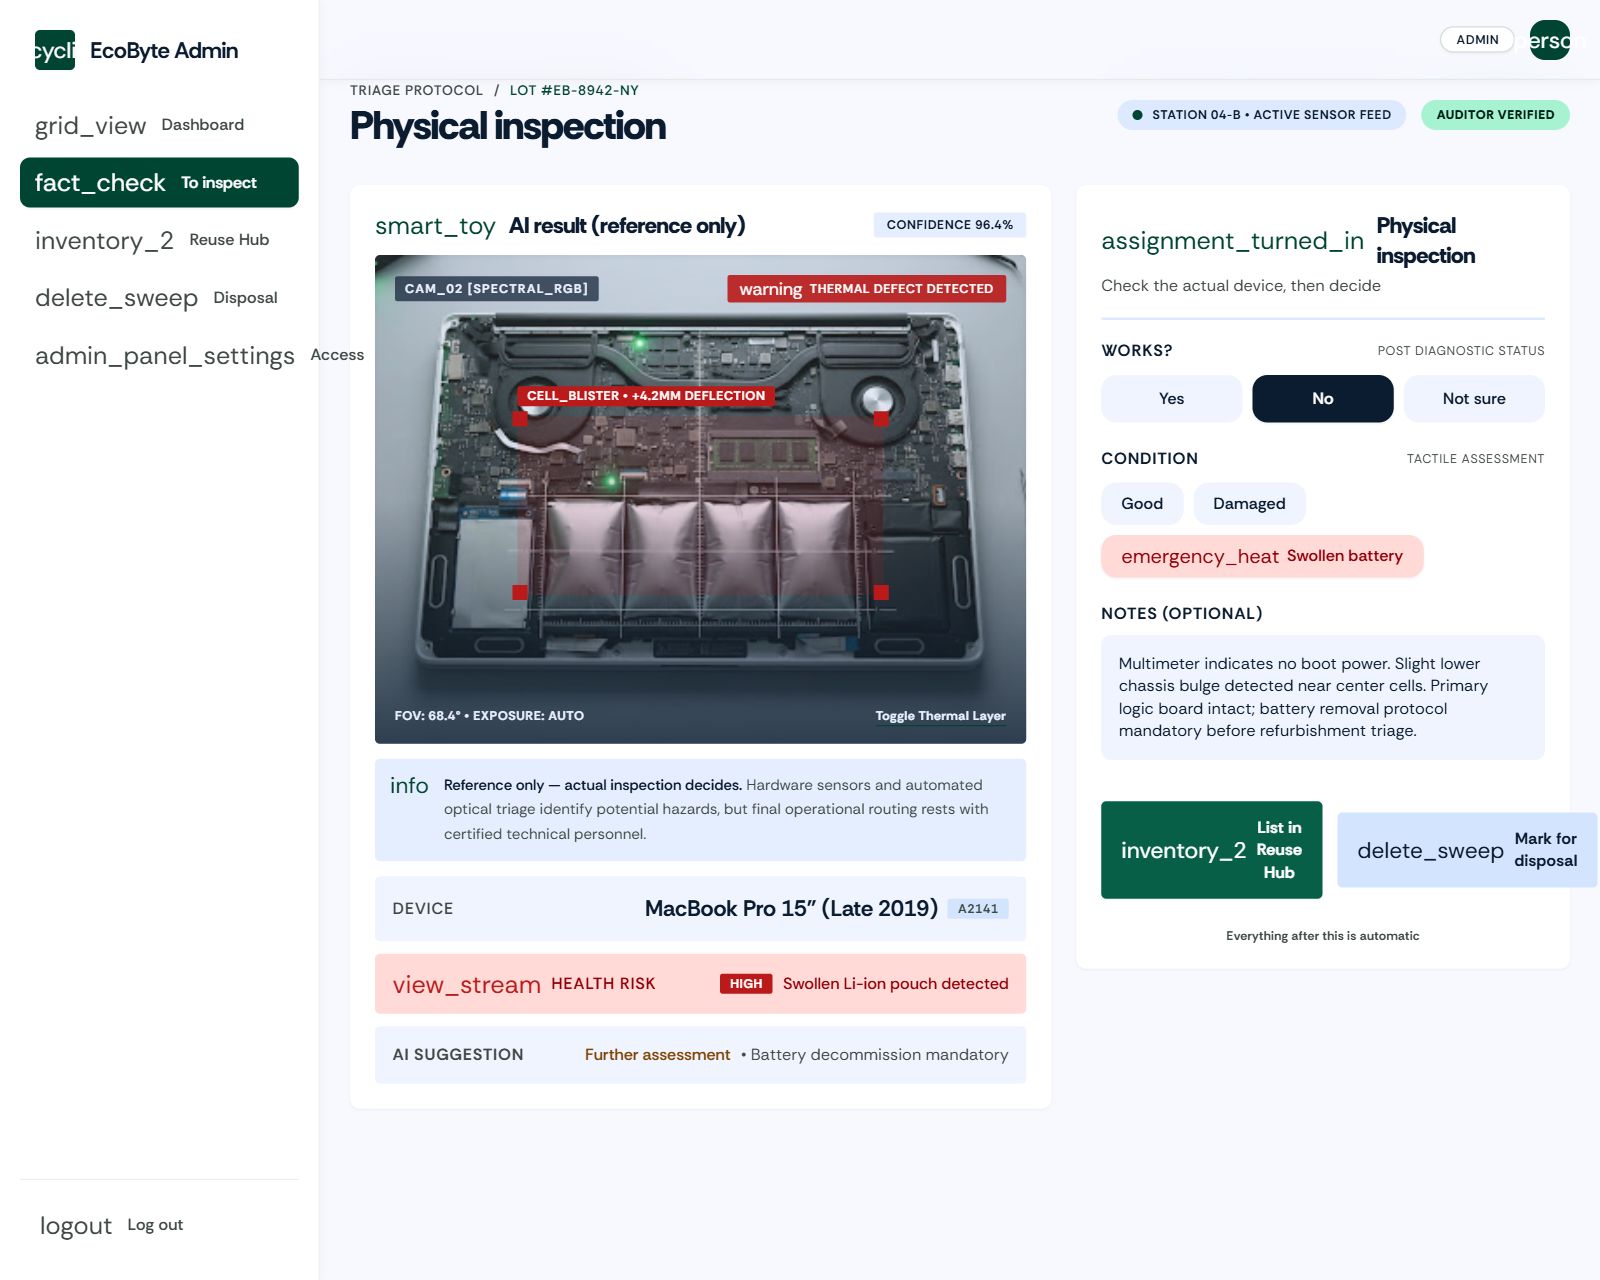 cycli
EcoByte Admin
grid_view Dashboard
fact_check To inspect
inventory_2 Reuse Hub
delete_sweep Disposal
admin_panel_settings Access
logout Log out
ADMIN
person
TRIAGE PROTOCOL / LOT #EB-8942-NY
Physical inspection
STATION 04-B • ACTIVE SENSOR FEED
AUDITOR VERIFIED
smart_toy AI result (reference only)
CONFIDENCE 96.4%
CAM_02 [SPECTRAL_RGB]
warning THERMAL DEFECT DETECTED
CELL_BLISTER • +4.2MM DEFLECTION
FOV: 68.4° • EXPOSURE: AUTO
Toggle Thermal Layer
info
Reference only — actual inspection decides. Hardware sensors and automated
optical triage identify potential hazards, but final operational routing rests with
certified technical personnel.
DEVICE
MacBook Pro 15" (Late 2019) A2141
view_stream HEALTH RISK
HIGH Swollen Li-ion pouch detected
AI SUGGESTION
Further assessment • Battery decommission mandatory
assignment_turned_in
Physical
inspection
Check the actual device, then decide
WORKS?
POST DIAGNOSTIC STATUS
Yes
No
Not sure
CONDITION
TACTILE ASSESSMENT
Good
Damaged
emergency_heat Swollen battery
NOTES (OPTIONAL)
Multimeter indicates no boot power. Slight lower
chassis bulge detected near center cells. Primary
logic board intact; battery removal protocol
mandatory before refurbishment triage.
inventory_2
List in
Reuse
Hub
delete_sweep
Mark for
disposal
Everything after this is automatic